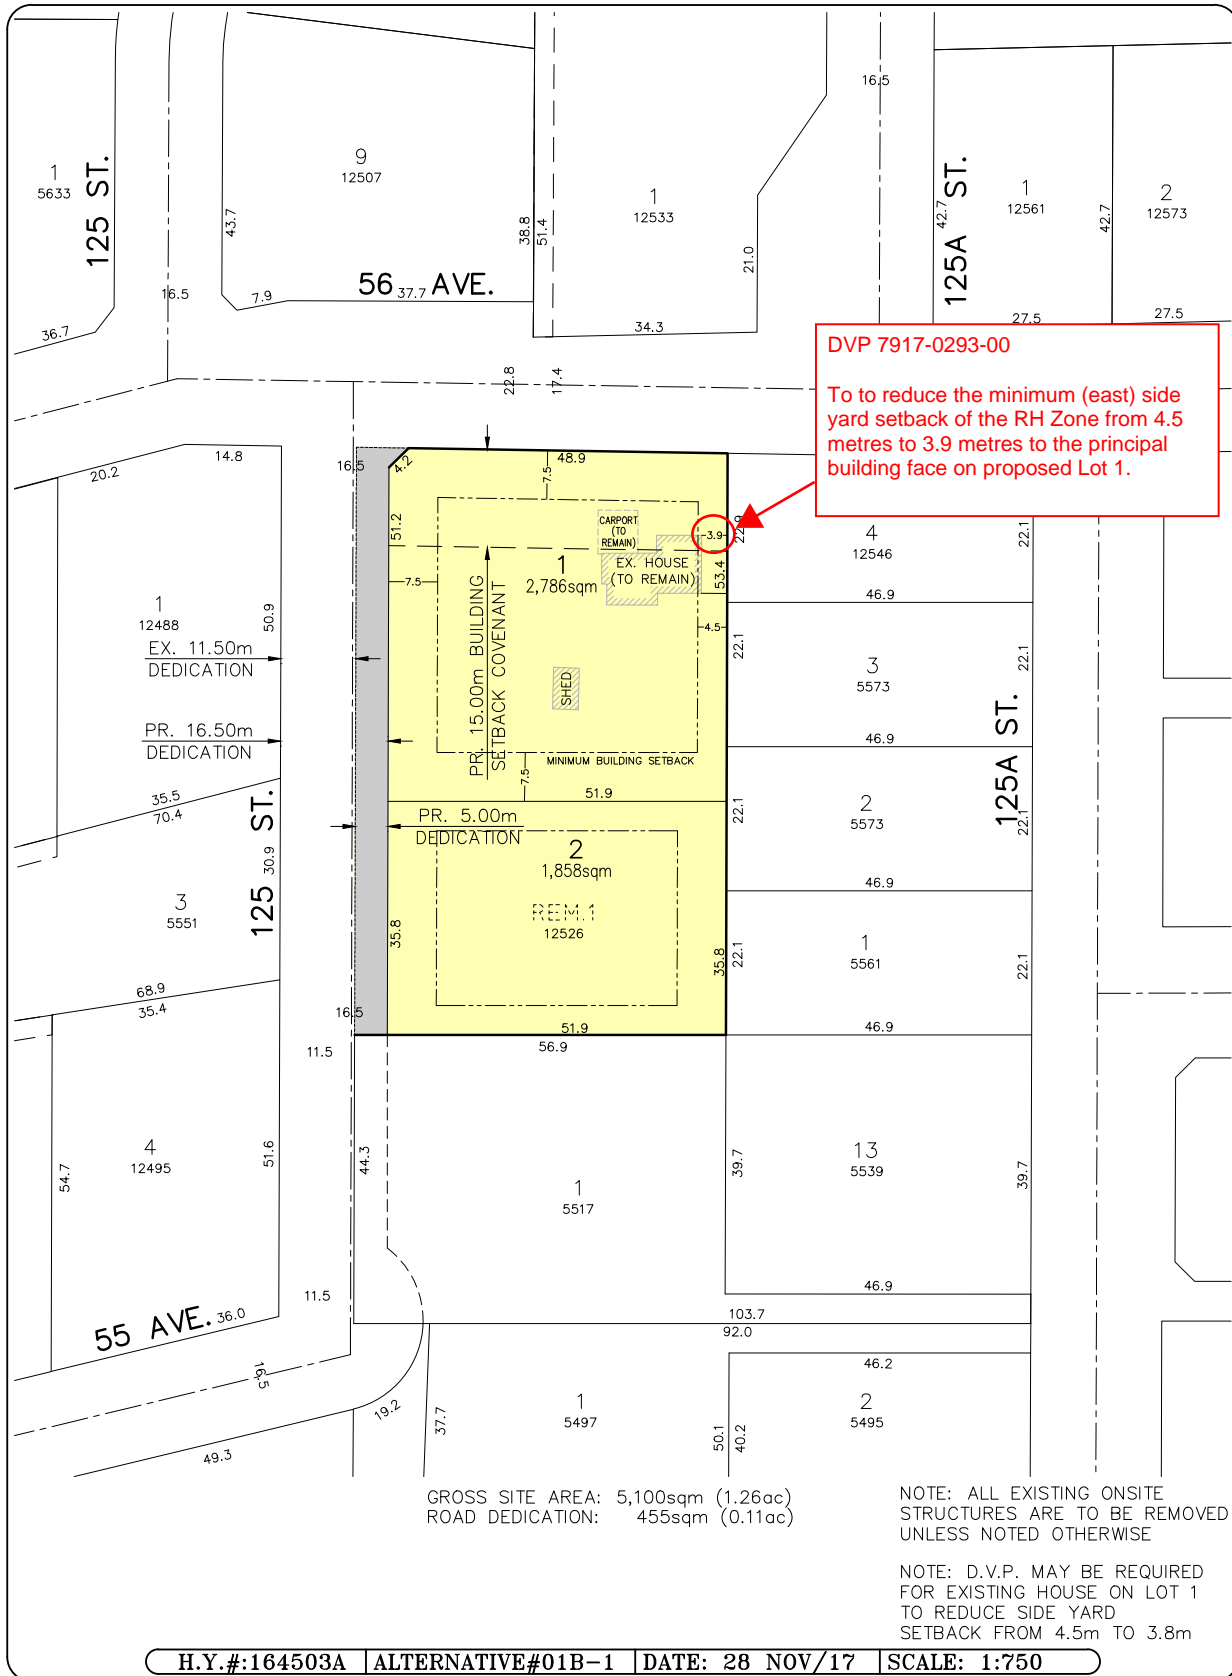 16.5
1
5633
125 ST.
9
12507
43.7
38.8
51.4
1
12533
21.0
125A ST.
42.7
1
12561
42.7
2
12573
16.5
7.9
56 AVE.
37.7
36.7
34.3
27.5
27.5
DVP 7917-0293-00
To to reduce the minimum (east) side
yard setback of the RH Zone from 4.5
metres to 3.9 metres to the principal
building face on proposed Lot 1.
22.8
17.4
14.8
20.2
16.5
4.2
48.9
7.5
51.2
CARPORT
(TO
REMAIN)
3.9
22.9
4
12546
22.1
1
2,786sqm
EX. HOUSE
(TO REMAIN)
53.4
7.5
46.9
1
12488
50.9
EX. 11.50m
DEDICATION
PR. 15.00m BUILDING
SETBACK COVENANT
4.5
22.1
3
5573
22.1
SHED
125A ST.
PR. 16.50m
DEDICATION
46.9
MINIMUM BUILDING SETBACK
7.5
35.5
70.4
51.9
2
5573
22.1
22.1
PR. 5.00m
DEDICATION
125 ST.
30.9
2
1,858sqm
46.9
3
5551
REM.1
12526
35.8
35.8
1
5561
22.1
22.1
68.9
35.4
16.5
51.9
46.9
11.5
56.9
4
12495
54.7
51.6
44.3
1
5517
39.7
13
5539
39.7
11.5
46.9
55 AVE.
36.0
103.7
92.0
16.5
46.2
19.2
37.7
1
5497
50.1
40.2
2
5495
49.3
GROSS SITE AREA: 5,100sqm (1.26ac)
ROAD DEDICATION: 455sqm (0.11ac)
NOTE: ALL EXISTING ONSITE
STRUCTURES ARE TO BE REMOVED
UNLESS NOTED OTHERWISE
NOTE: D.V.P. MAY BE REQUIRED
FOR EXISTING HOUSE ON LOT 1
TO REDUCE SIDE YARD
SETBACK FROM 4.5m TO 3.8m
H.Y.#:164503A ALTERNATIVE#01B-1 DATE: 28 NOV/17 SCALE: 1:750